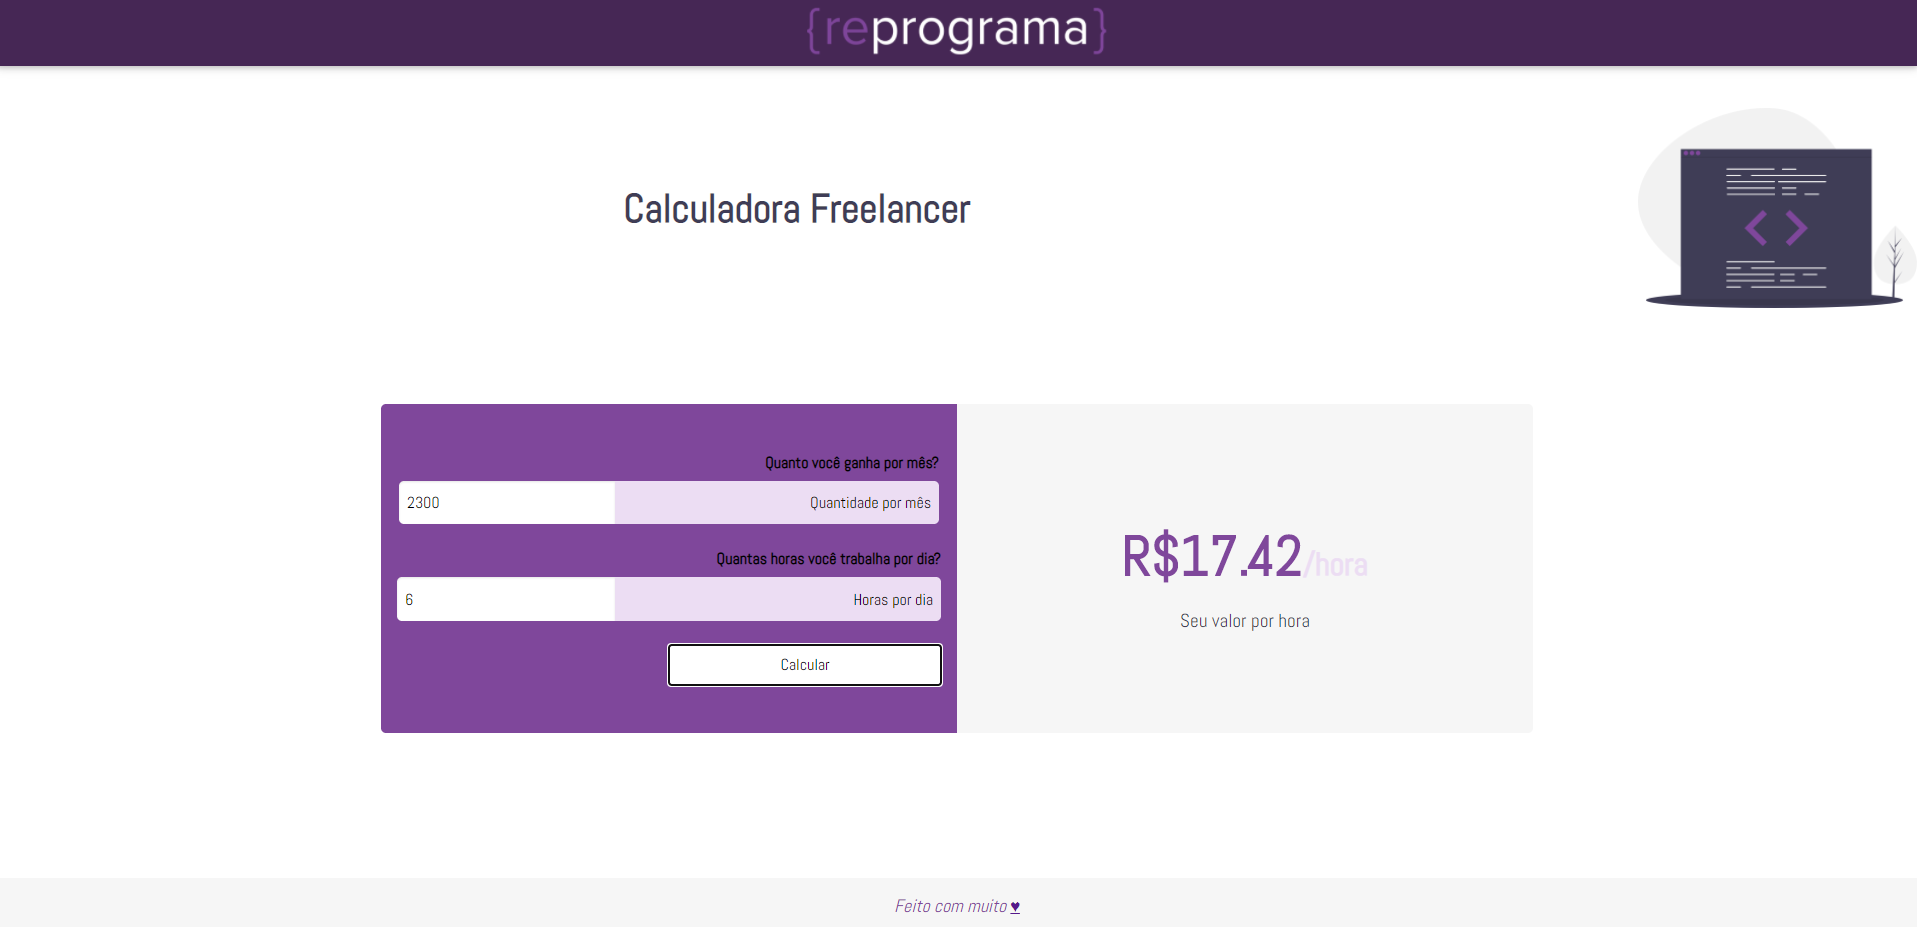 {reprograma}
Calculadora Freelancer
Quanto você ganha por mês?
2300 Quantidade por mês
Quantas horas você trabalha por dia?
6 Horas por dia
Calcular
R$17.42/hora
Seu valor por hora
Feito com muito ♥